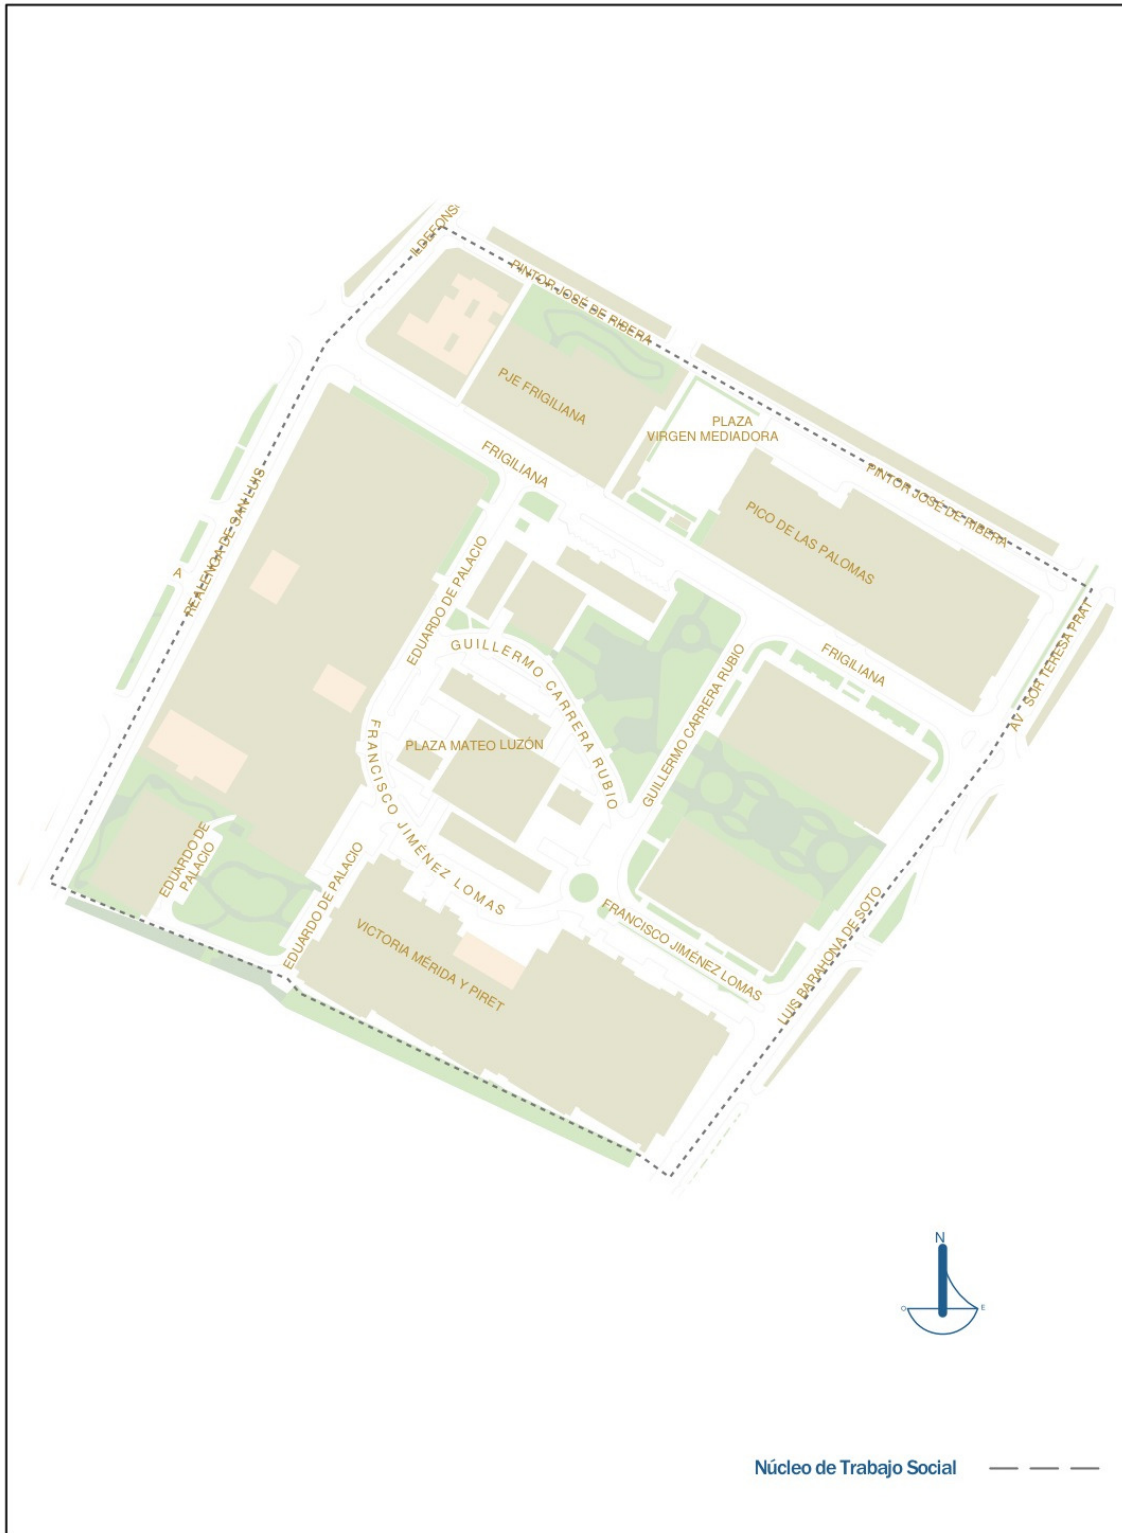 ILDEFONS
PINTOR JOSÉ DE RIBERA
PJE FRIGILIANA
PLAZA
VIRGEN MEDIADORA
FRIGILIANA
PINTOR JOSÉ DE RIBERA
PICO DE LAS PALOMAS
REALENGA DE SAN LUIS
A
EDUARDO DE PALACIO
GUILLERMO CARRERA RUBIO
GUILLERMO CARRERA RUBIO
FRIGILIANA
AV SOR TERESA PRAT
PLAZA MATEO LUZÓN
FRANCISCO JIMÉNEZ LOMAS
EDUARDO DE
PALACIO
EDUARDO DE PALACIO
VICTORIA MÉRIDA Y PIRET
FRANCISCO JIMÉNEZ LOMAS
LUIS BARAHONA DE SOTO
N
O
E
Núcleo de Trabajo Social